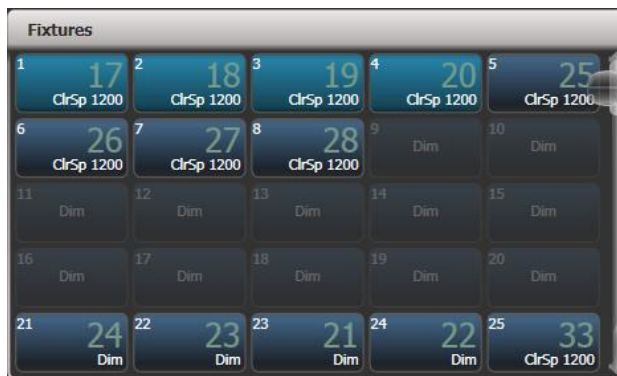 Fixtures
1 17 2 18 3 19 4 20 5 25
ClrSp 1200 ClrSp 1200 ClrSp 1200 ClrSp 1200 ClrSp 1200
6 26 7 27 8 28 9 10
ClrSp 1200 ClrSp 1200 ClrSp 1200 Dim Dim
11 12 13 14 15
Dim Dim Dim Dim Dim
16 17 18 19 20
Dim Dim Dim Dim Dim
21 24 22 23 23 21 24 22 25 33
Dim Dim Dim Dim ClrSp 1200